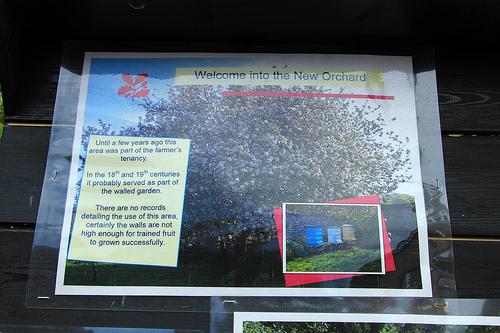 Welcome into the New Orchard
Until a few years ago this
area was part of the farmer's
tenancy.
In the 18th and 19th centuries
it probably served as part of
the walled garden.
There are no records
detailing the use of this area,
certainly the walls are not
high enough for trained fruit
to grown successfully.